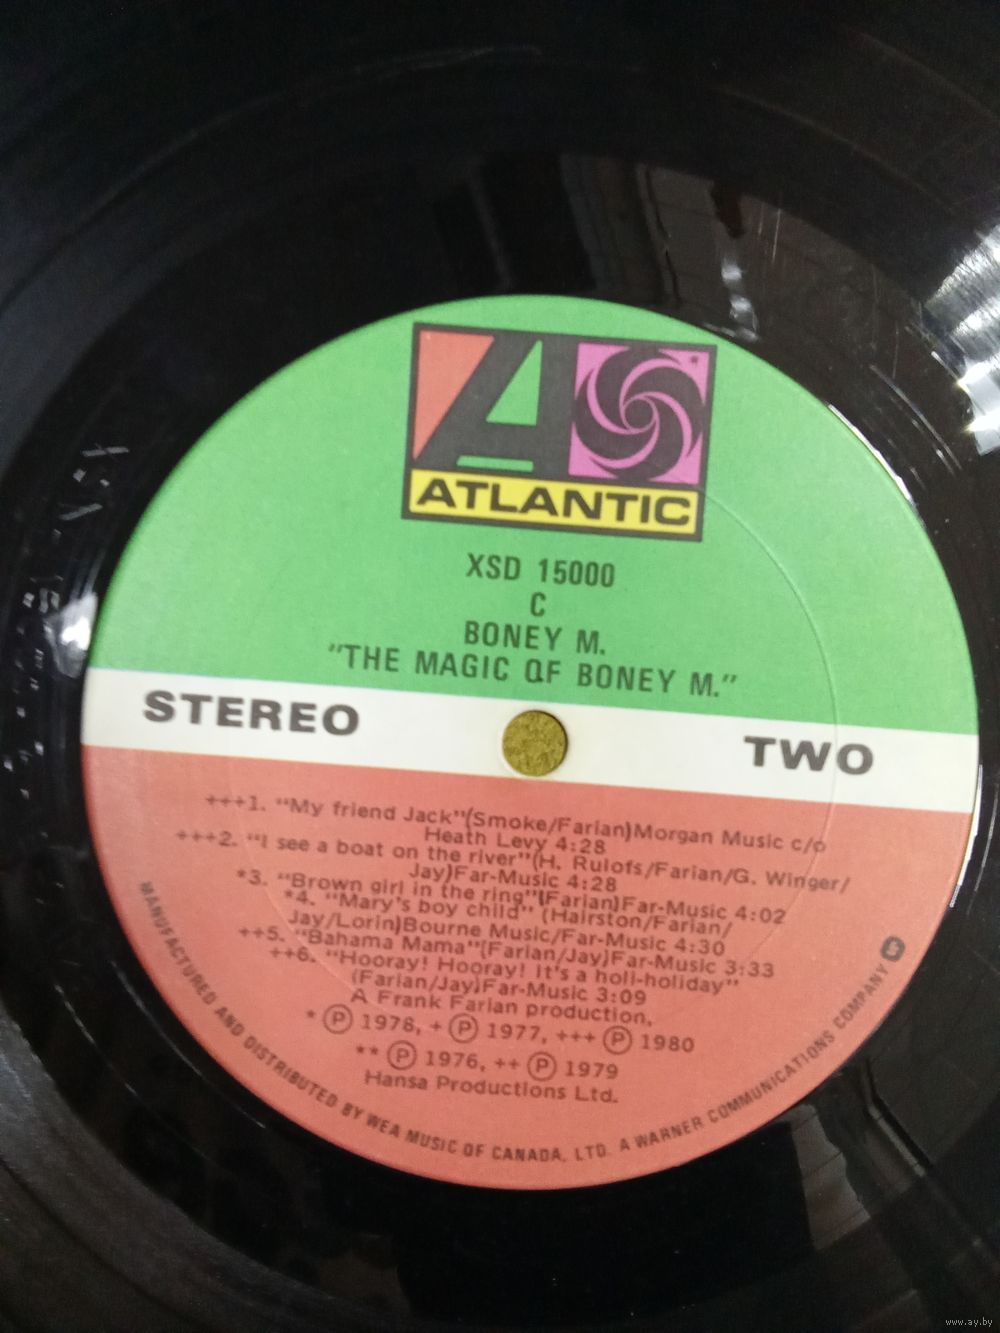 ATLANTIC
XSD 15000
C
BONEY M.
"THE MAGIC OF BONEY M."
STEREO
TWO
+++1. "My friend Jack"(Smoke/Farian)Morgan Music c/o
Heath Levy 4:28
+++2. "I see a boat on the river"(H. Rulofs/Farian/G. Winger/
Jay)Far-Music 4:28
*3. "Brown girl in the ring"(Farian)Far-Music 4:02
*4. "Mary's boy child" (Hairston/Farian/
Jay/Lorin)Bourne Music/Far-Music 4:30
++5. "Bahama Mama"(Farian/Jay)Far-Music 3:33
++6. "Hooray! Hooray! it's a holi-holiday"
(Farian/Jay)Far-Music 3:09
A Frank Farian production,
* Ⓟ 1978, + Ⓟ 1977, +++ Ⓟ 1980
** Ⓟ 1976, ++ Ⓟ 1979
Hansa Productions Ltd.
MANUFACTURED AND DISTRIBUTED BY WEA MUSIC OF CANADA, LTD. A WARNER COMMUNICATIONS COMPANY
www.ay.by